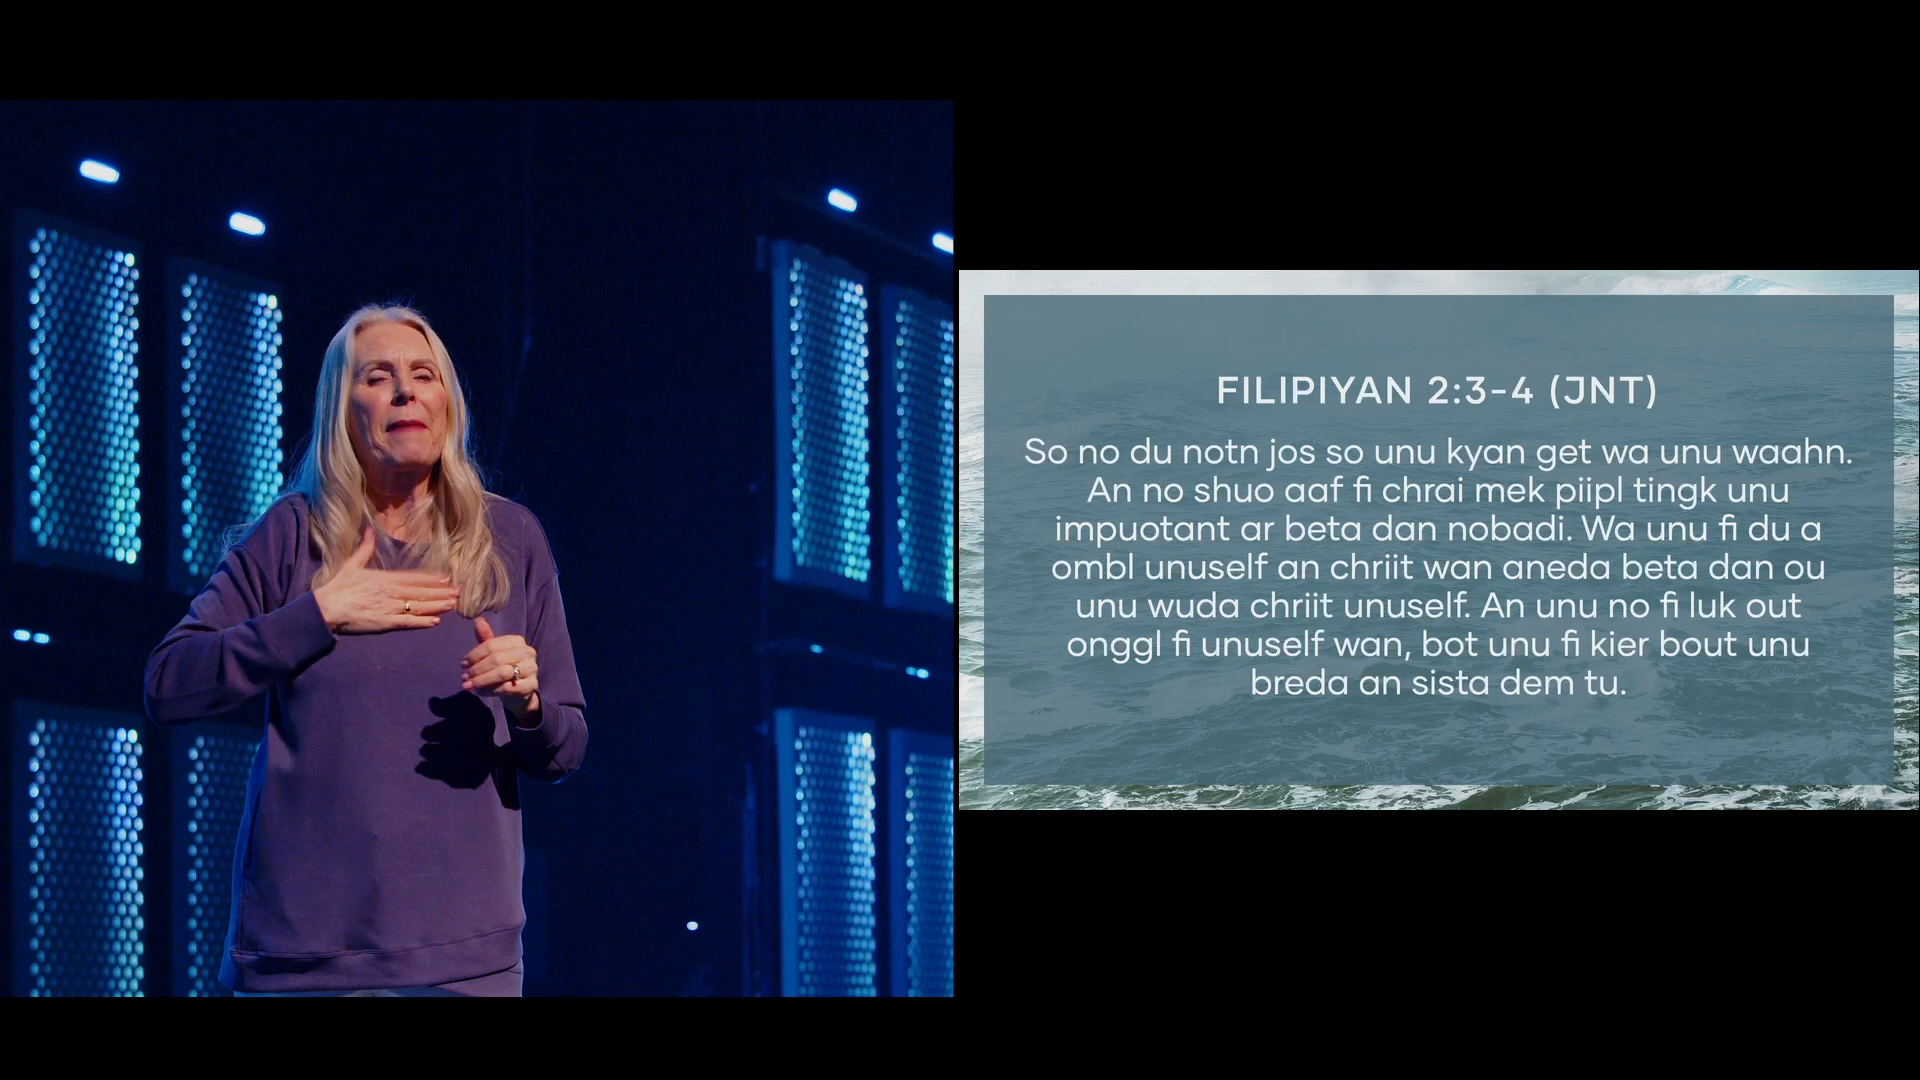 FILIPIYAN 2:3-4 (JNT)
So no du notn jos so unu kyan get wa unu waahn.
An no shuo aaf fi chrai mek piipl tingk unu
impuotant ar beta dan nobadi. Wa unu fi du a
ombl unuself an chriit wan aneda beta dan ou
unu wuda chriit unuself. An unu no fi luk out
onggl fi unuself wan, bot unu fi kier bout unu
breda an sista dem tu.